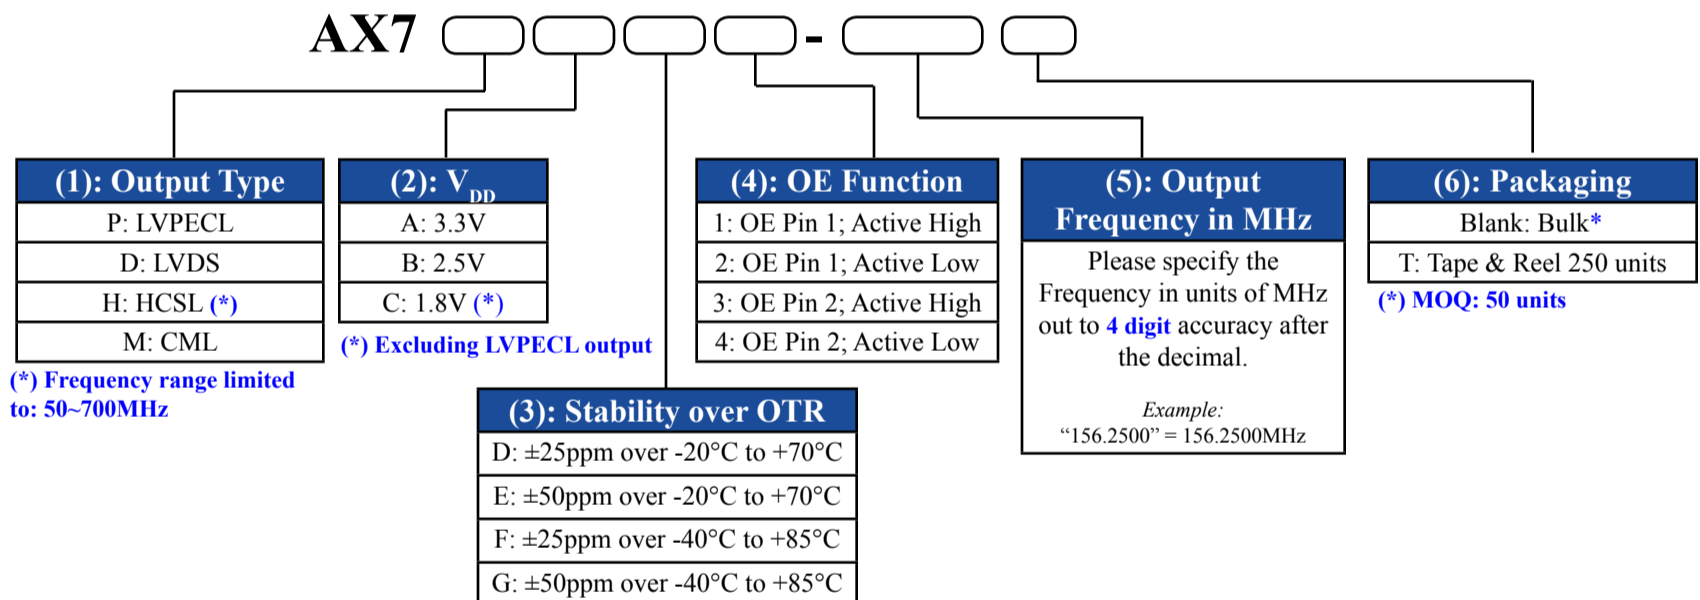 AX7 -
(1): Output Type
P: LVPECL
D: LVDS
H: HCSL (*)
M: CML
(*) Frequency range limited
to: 50~700MHz
(2): VDD
A: 3.3V
B: 2.5V
C: 1.8V (*)
(*) Excluding LVPECL output
(3): Stability over OTR
D: ±25ppm over -20°C to +70°C
E: ±50ppm over -20°C to +70°C
F: ±25ppm over -40°C to +85°C
G: ±50ppm over -40°C to +85°C
(4): OE Function
1: OE Pin 1; Active High
2: OE Pin 1; Active Low
3: OE Pin 2; Active High
4: OE Pin 2; Active Low
(5): Output
Frequency in MHz
Please specify the
Frequency in units of MHz
out to 4 digit accuracy after
the decimal.
Example:
“156.2500” = 156.2500MHz
(6): Packaging
Blank: Bulk*
T: Tape & Reel 250 units
(*) MOQ: 50 units